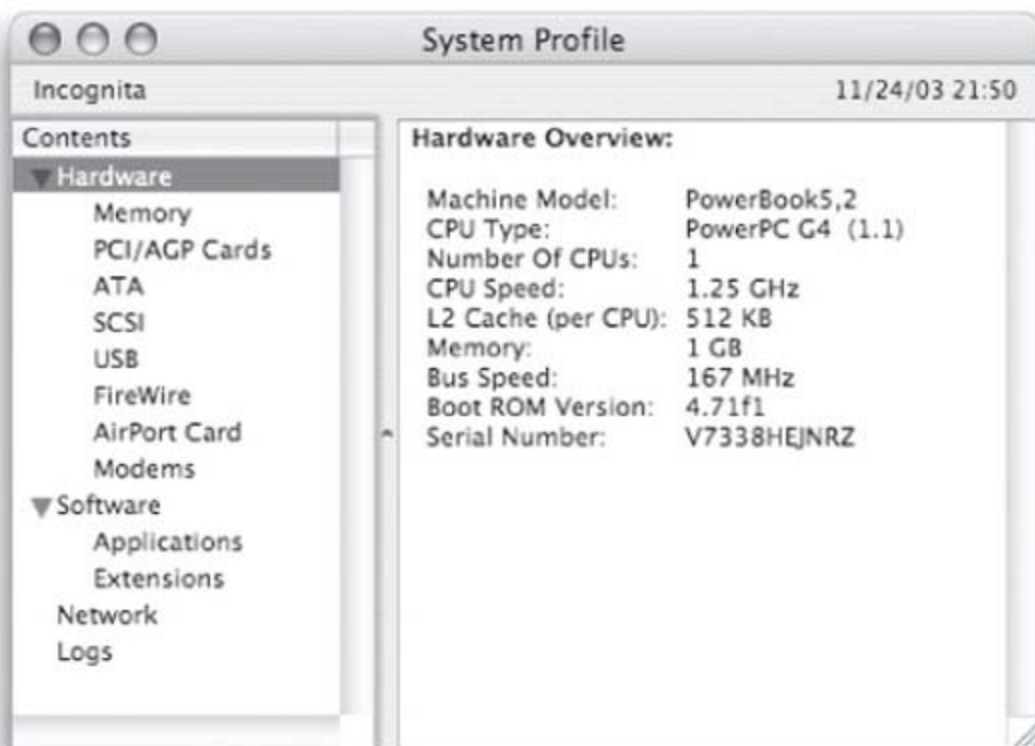 System Profile
Incognita 11/24/03 21:50
Contents
Hardware
Memory
PCI/AGP Cards
ATA
SCSI
USB
FireWire
AirPort Card
Modems
Software
Applications
Extensions
Network
Logs
Hardware Overview:
Machine Model: PowerBook5,2
CPU Type: PowerPC G4 (1.1)
Number Of CPUs: 1
CPU Speed: 1.25 GHz
L2 Cache (per CPU): 512 KB
Memory: 1 GB
Bus Speed: 167 MHz
Boot ROM Version: 4.71f1
Serial Number: V7338HEJNRZ